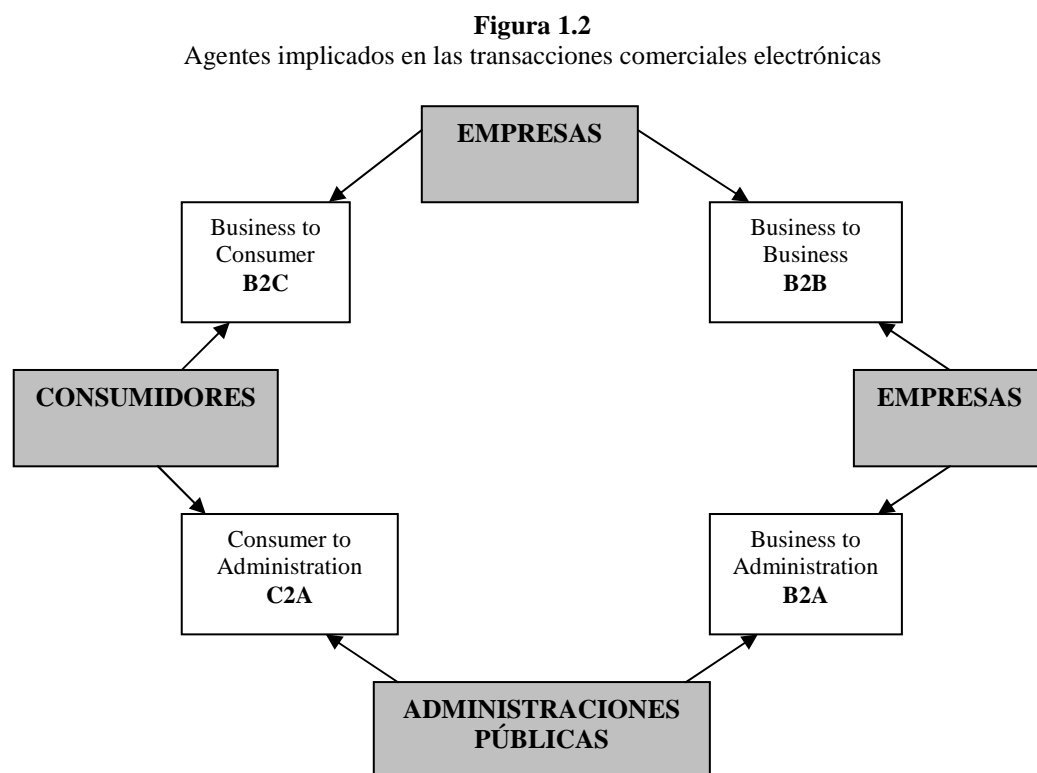 Figura 1.2
Agentes implicados en las transacciones comerciales electrónicas
EMPRESAS
Business to
Consumer
B2C
Business to
Business
B2B
CONSUMIDORES
EMPRESAS
Consumer to
Administration
C2A
Business to
Administration
B2A
ADMINISTRACIONES
PÚBLICAS